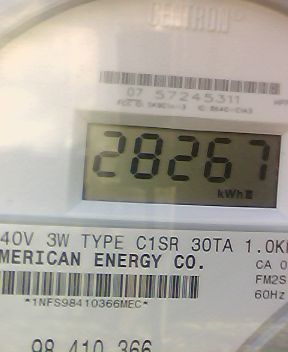 CENTRON®
07 57245311
28267
kWh
40V 3W TYPE C1SR 30TA 1.0K
MERICAN ENERGY CO.
CA 0
FM2S
60Hz
*1NFS98410366MEC*
98 410 366